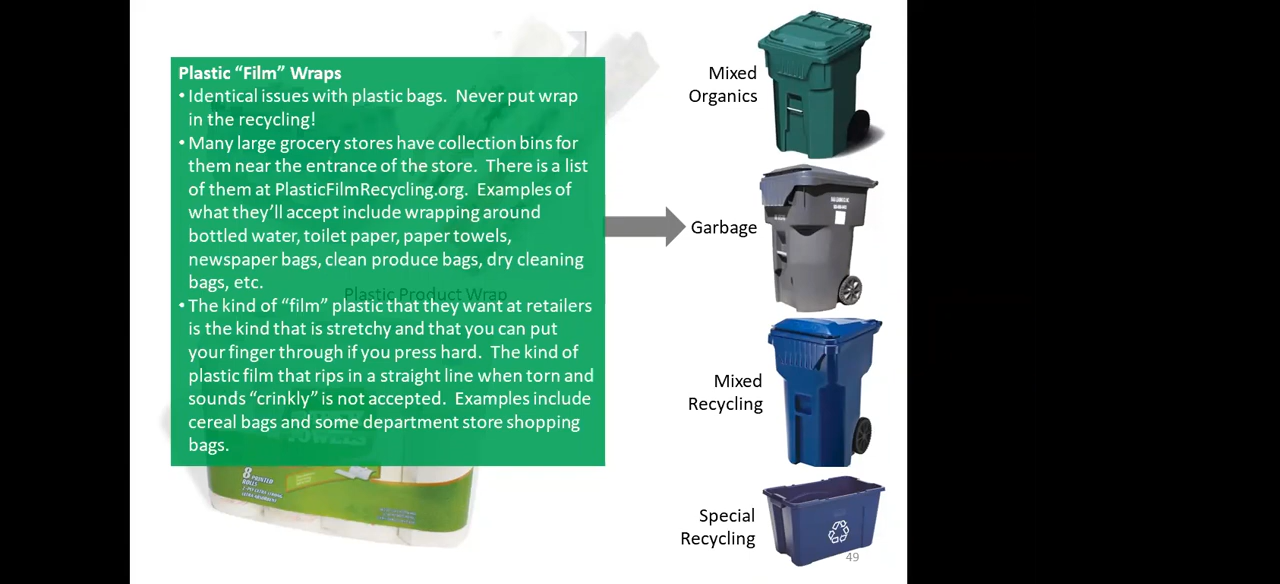 Plastic “Film” Wraps
• Identical issues with plastic bags.  Never put wrap
in the recycling!
• Many large grocery stores have collection bins for
them near the entrance of the store.  There is a list
of them at PlasticFilmRecycling.org.  Examples of
what they’ll accept include wrapping around
bottled water, toilet paper, paper towels,
newspaper bags, clean produce bags, dry cleaning
bags, etc.
Plastic Product Wrap
• The kind of “film” plastic that they want at retailers
is the kind that is stretchy and that you can put
your finger through if you press hard.  The kind of
plastic film that rips in a straight line when torn and
sounds “crinkly” is not accepted.  Examples include
cereal bags and some department store shopping
bags.
TOWELS
8 PRINTED
ROLLS
Mixed
Organics
Garbage
Mixed
Recycling
Special
Recycling
49